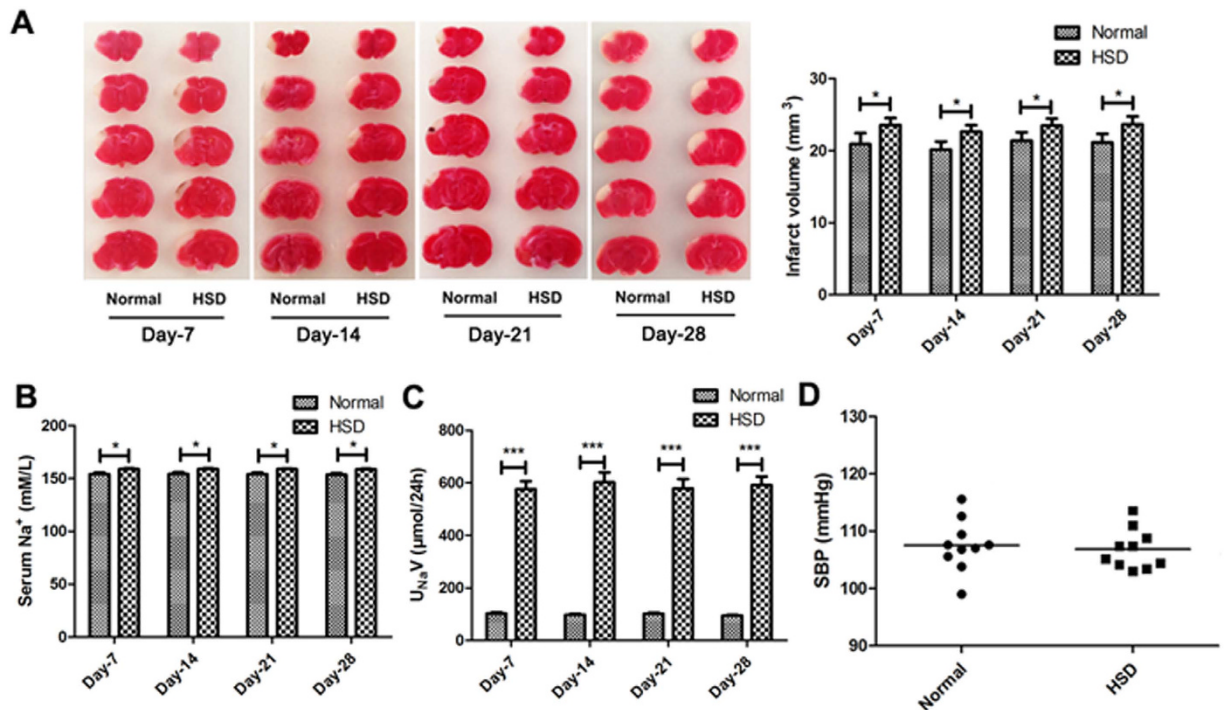 A
Normal HSD Normal HSD Normal HSD Normal HSD
Day-7 Day-14 Day-21 Day-28
Normal
HSD
Infarct volume (mm 3)
30
20
10
0
* * * *
Day-7 Day-14 Day-21 Day-28
B
Normal
HSD
Serum Na+ (mM/L)
200
150
100
50
0
* * * *
Day-7 Day-14 Day-21 Day-28
C
Normal
HSD
UNaV (μmol/24h)
800
600
400
200
0
*** *** *** ***
Day-7 Day-14 Day-21 Day-28
D
SBP (mmHg)
130
120
110
100
90
Normal HSD